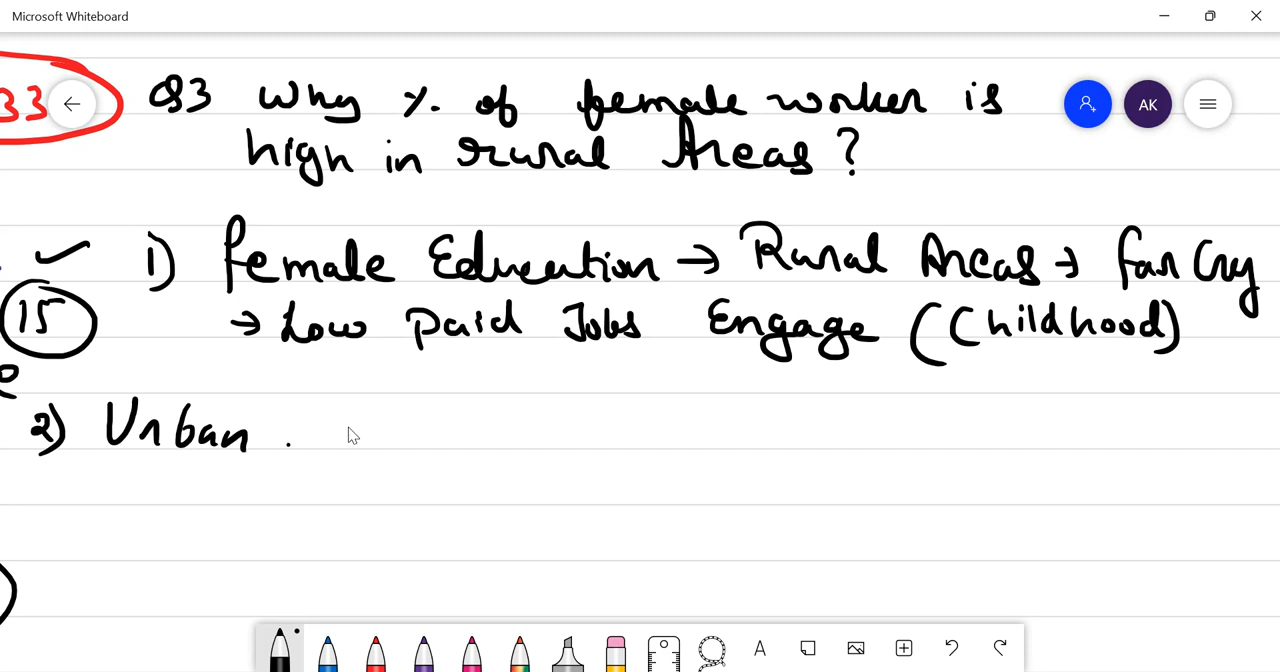 Microsoft Whiteboard
33 Q3 Why % of female worker is
AK
high in rural Areas?
1) female Education → Rural Areas → far Cry
15 → Low paid Jobs Engage (Childhood)
2) Urban .
A